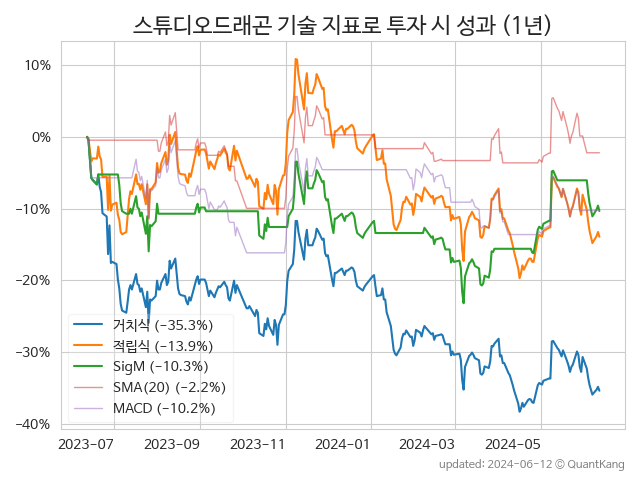 스튜디오드래곤 기술 지표로 투자 시 성과 (1년)
10%
0%
−10%
−20%
−30%
−40%
거치식 (−35.3%)
적립식 (−13.9%)
SigM (−10.3%)
SMA(20) (−2.2%)
MACD (−10.2%)
2023-07 2023-09 2023-11 2024-01 2024-03 2024-05
updated: 2024-06-12 ⓒ QuantKang